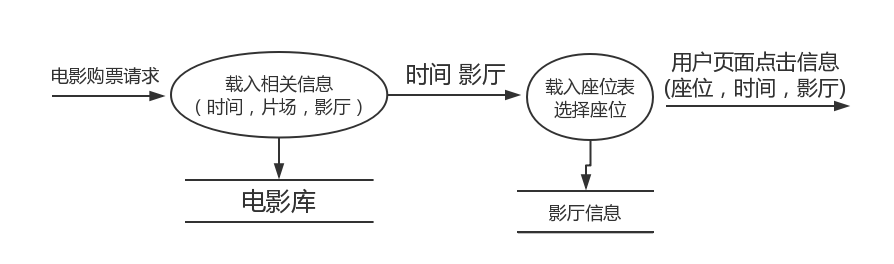 电影购票请求
载入相关信息
（时间，片场，影厅）
时间 影厅
载入座位表
选择座位
用户页面点击信息
(座位，时间，影厅)
电影库
影厅信息